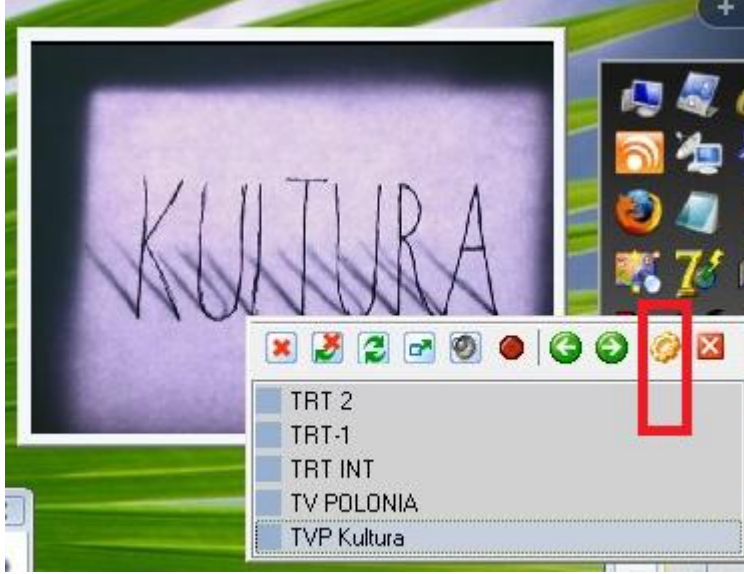 KULTURA
TRT 2
TRT-1
TRT INT
TV POLONIA
TVP Kultura